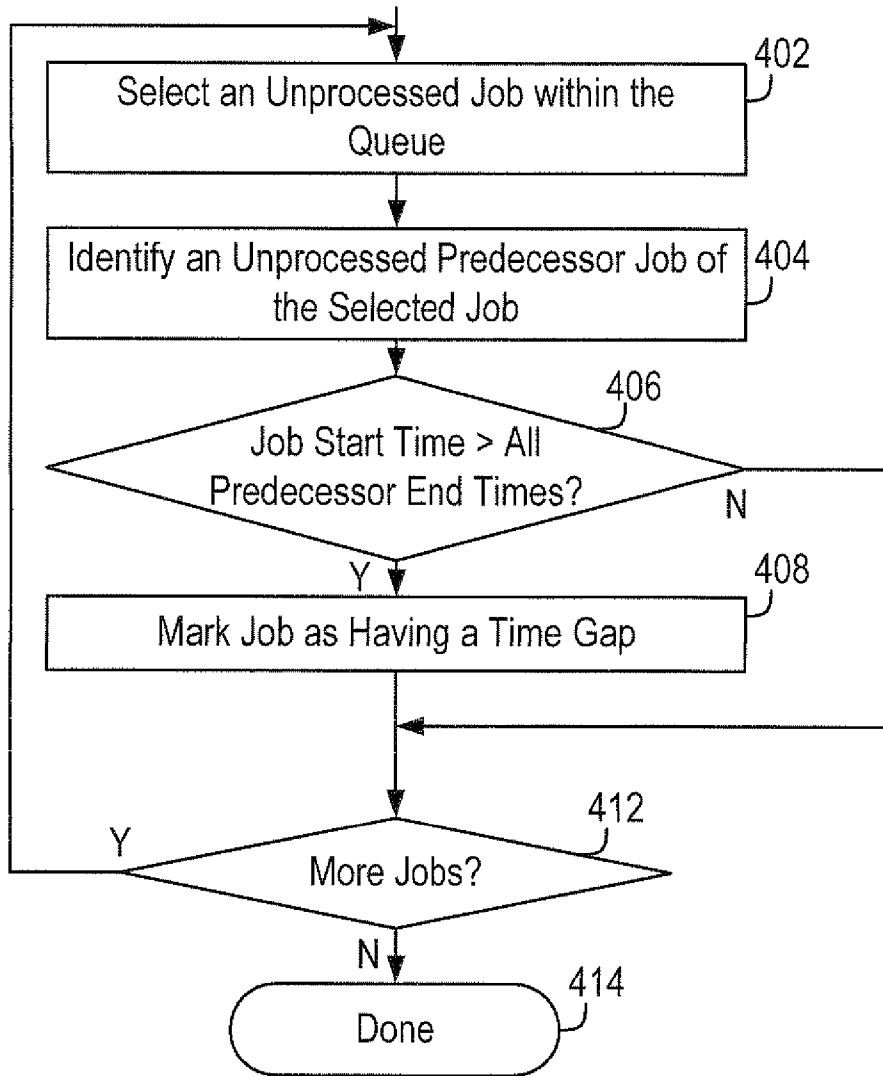 402
Select an Unprocessed Job within the
Queue
404
Identify an Unprocessed Predecessor Job of
the Selected Job
406
Job Start Time > All
Predecessor End Times?
N
Y
408
Mark Job as Having a Time Gap
412
Y
More Jobs?
N
414
Done